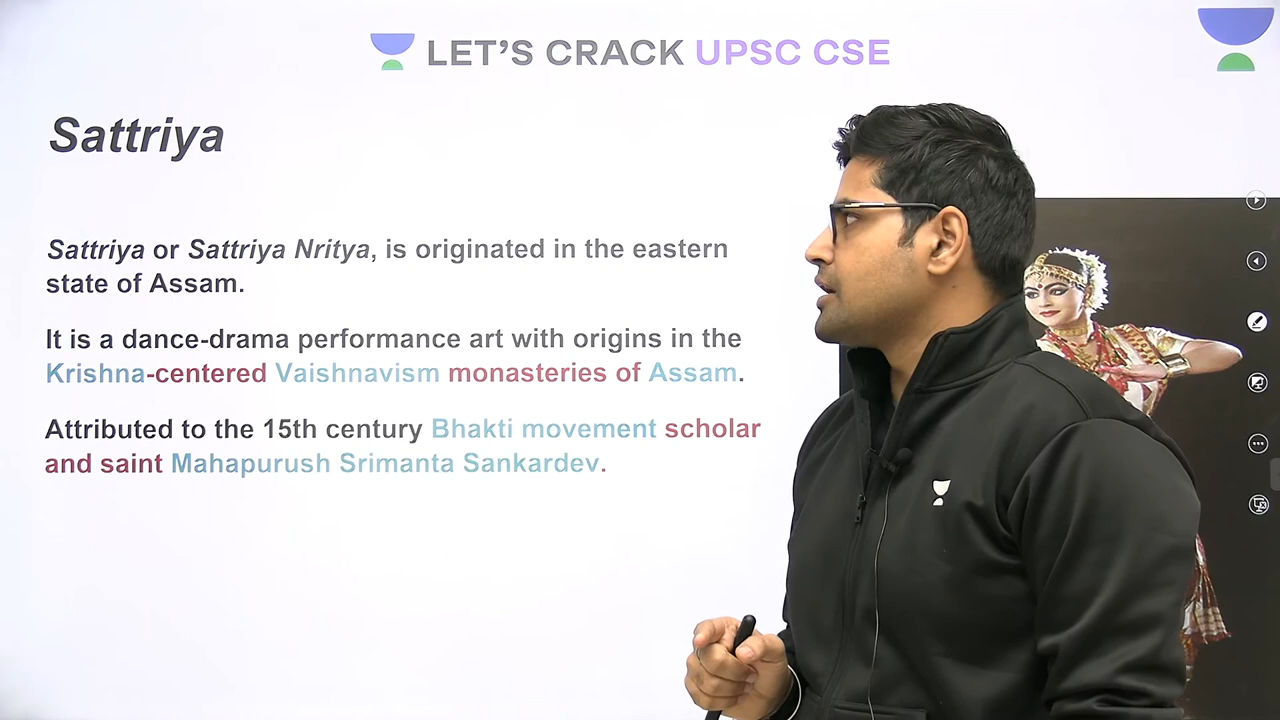 LET'S CRACK UPSC CSE
Sattriya
Sattriya or Sattriya Nritya, is originated in the eastern
state of Assam.
It is a dance-drama performance art with origins in the
Krishna-centered Vaishnavism monasteries of Assam.
Attributed to the 15th century Bhakti movement scholar
and saint Mahapurush Srimanta Sankardev.